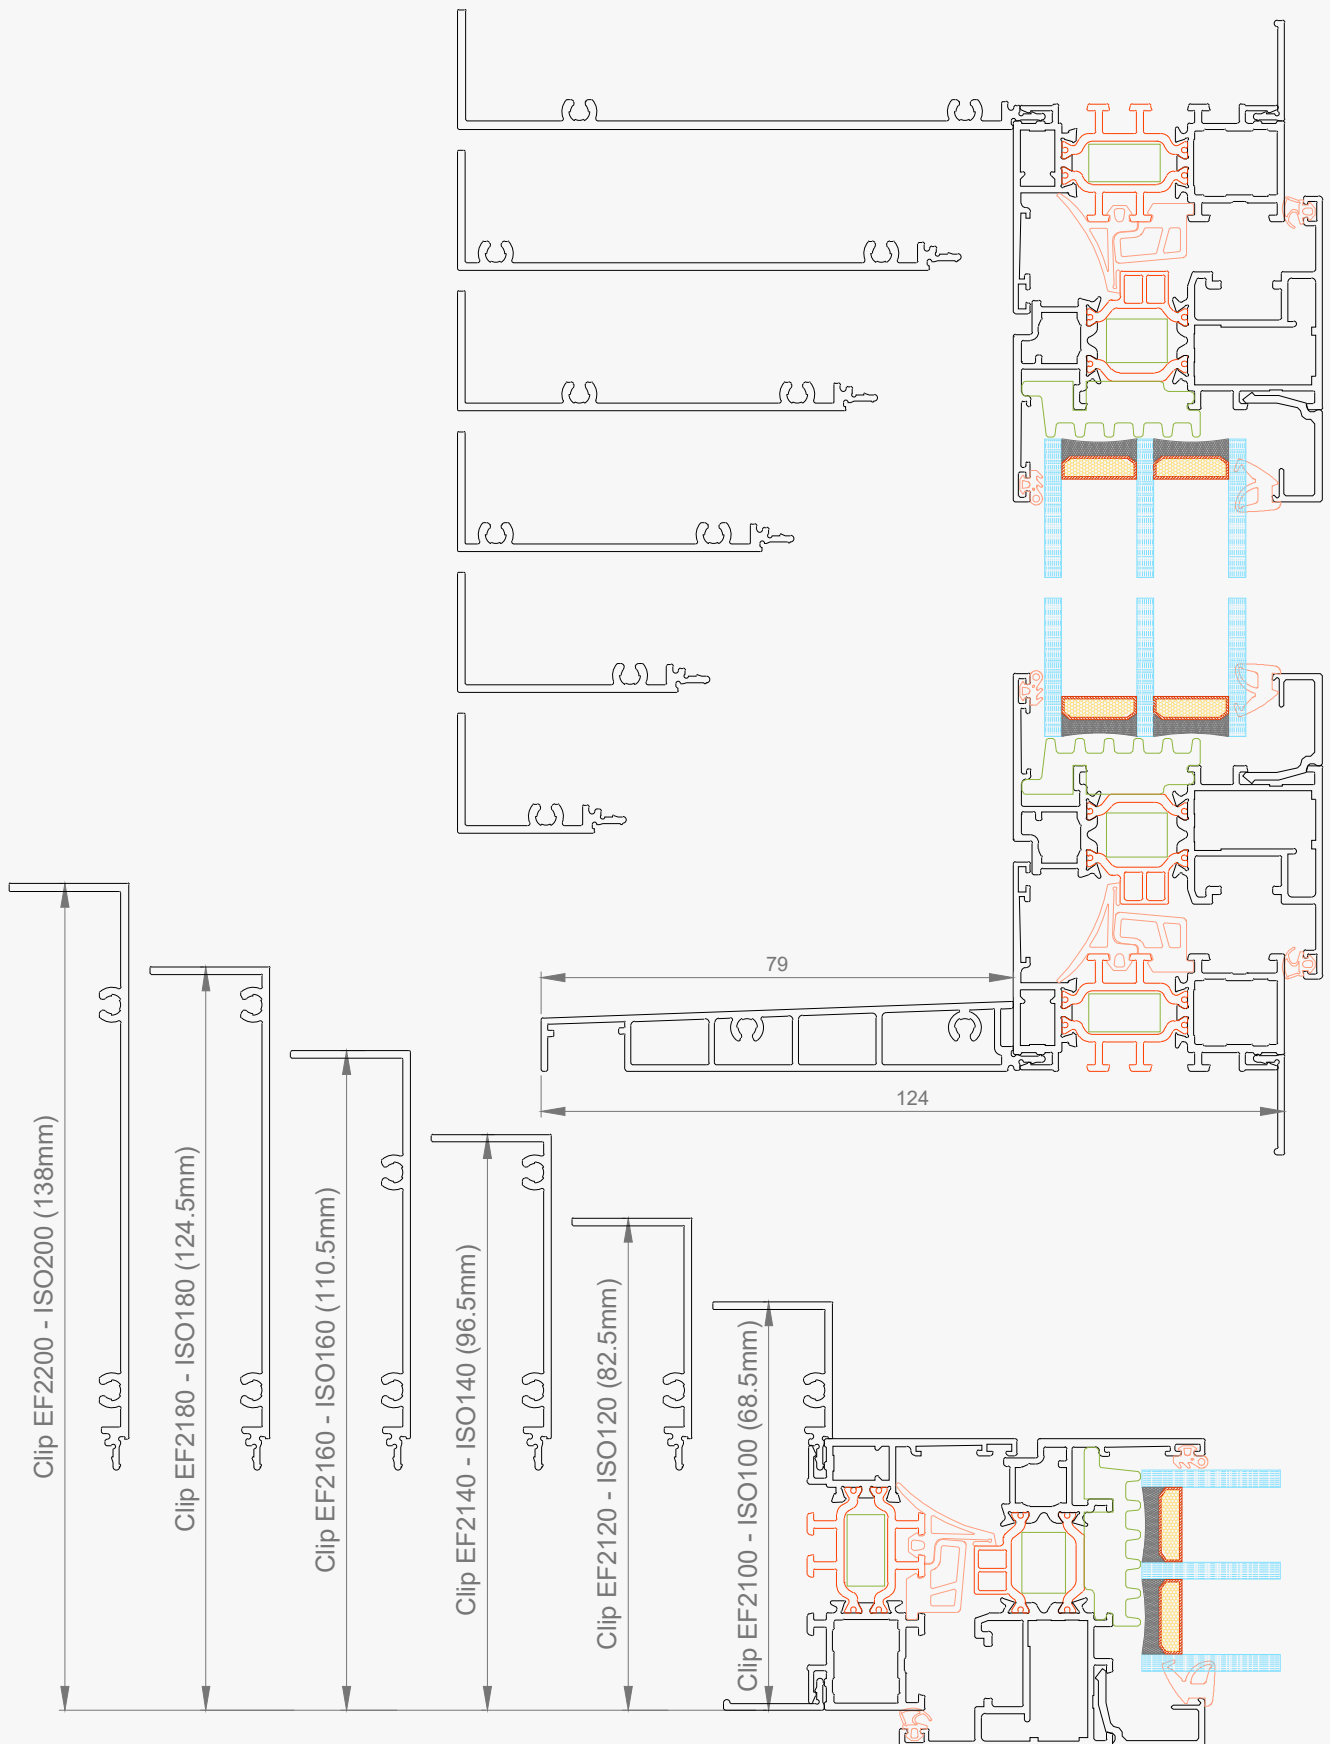 79
124
Clip EF2200 - ISO200 (138mm)
Clip EF2180 - ISO180 (124.5mm)
Clip EF2160 - ISO160 (110.5mm)
Clip EF2140 - ISO140 (96.5mm)
Clip EF2120 - ISO120 (82.5mm)
Clip EF2100 - ISO100 (68.5mm)